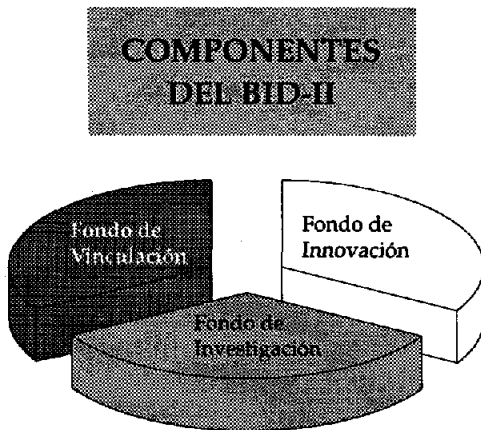 COMPONENTES
DEL BID-II
Fondo de
Vinculación
Fondo de
Innovación
Fondo de
Investigación